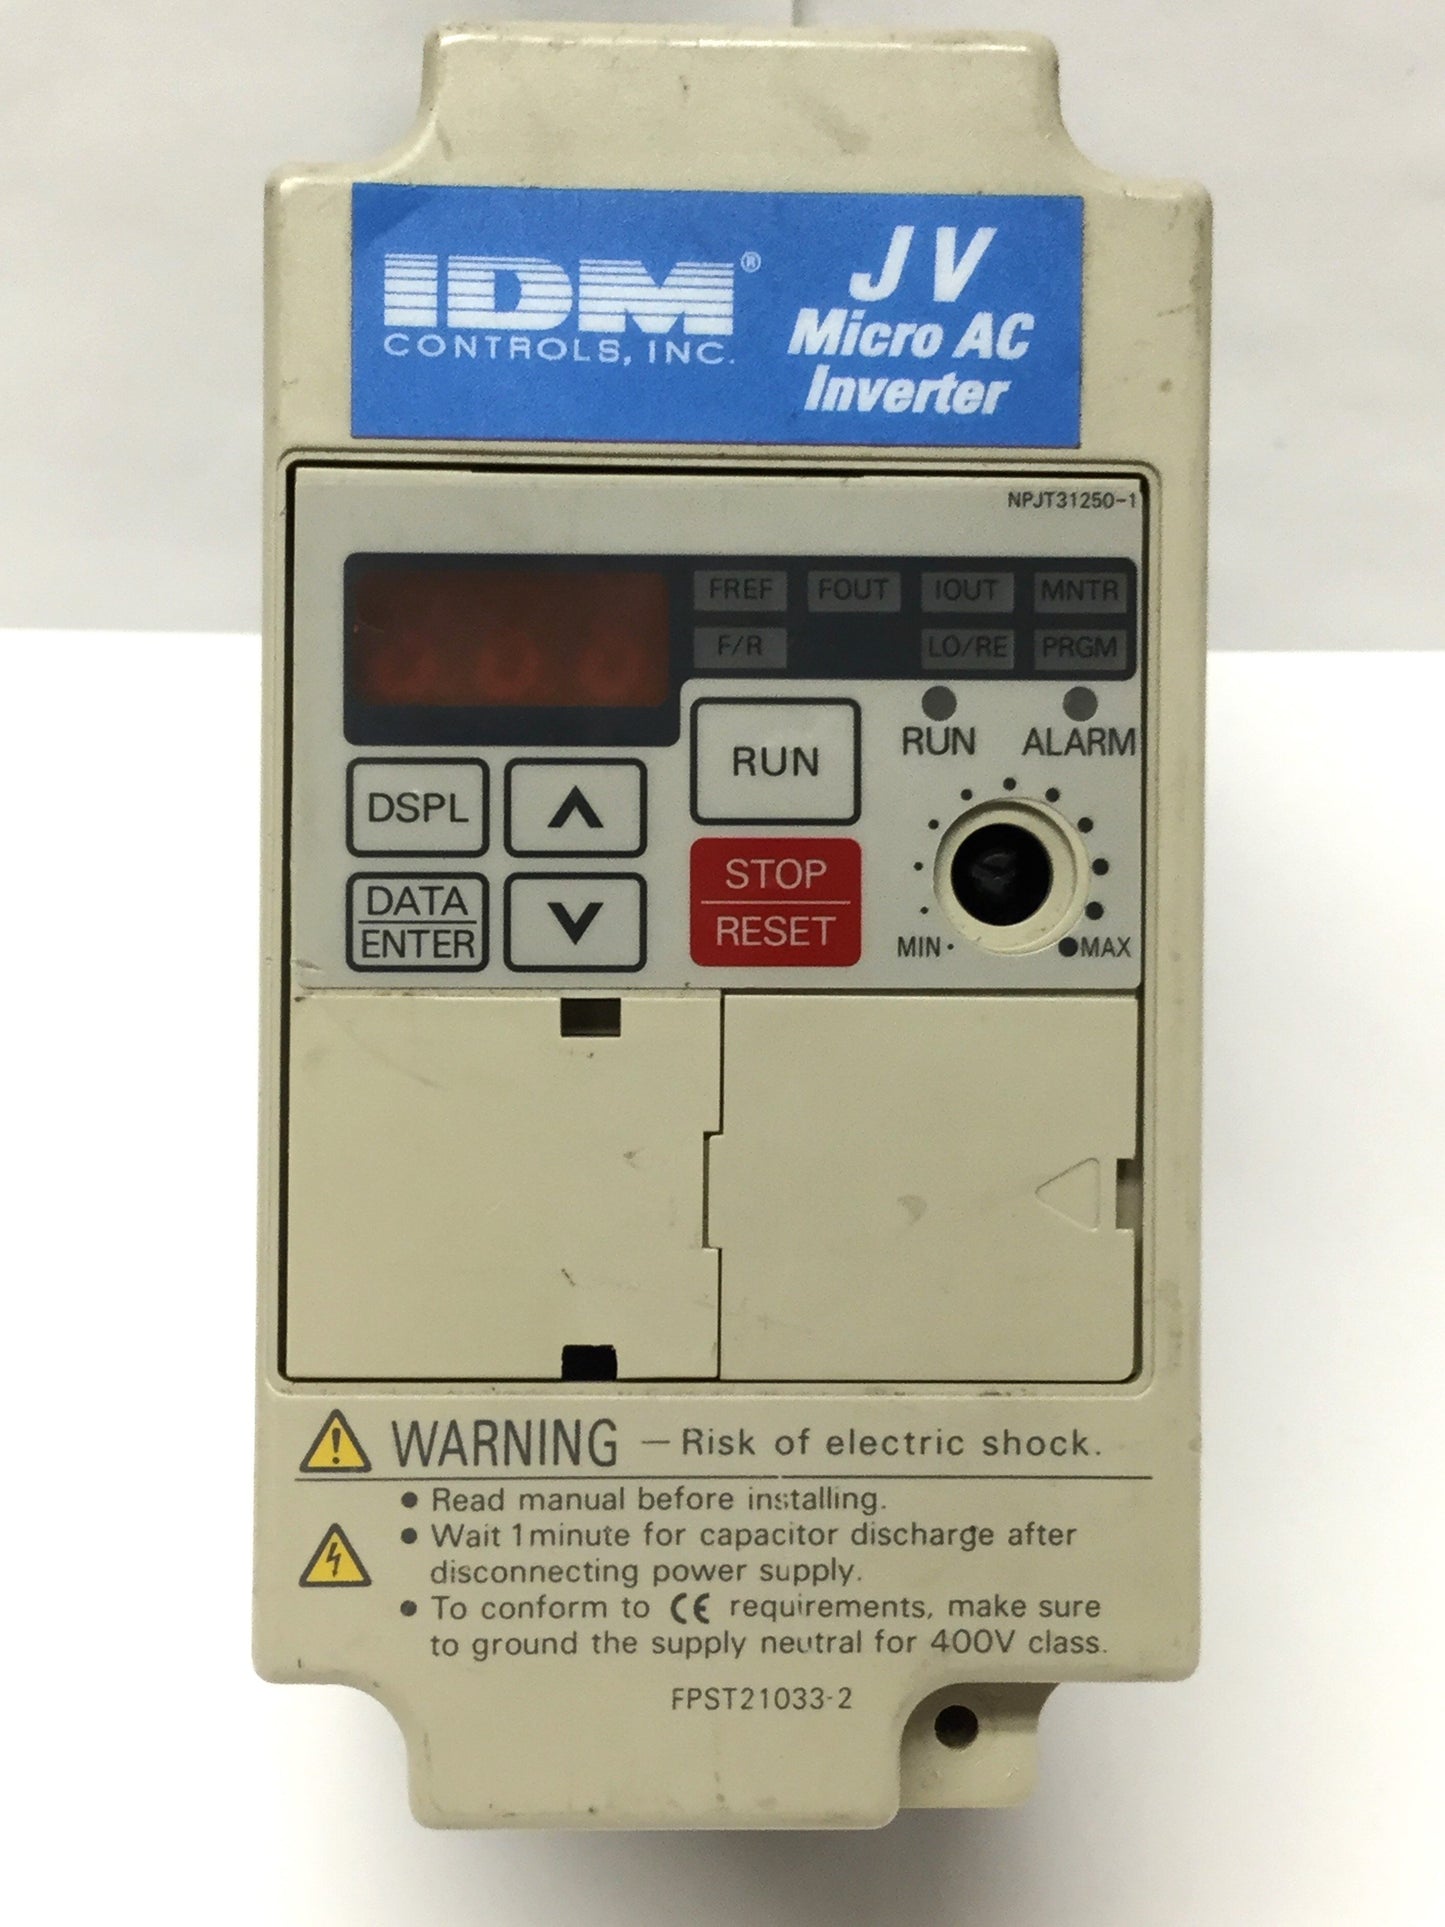 IDM®
CONTROLS, INC.
JV
Micro AC
Inverter
NPJT31250-1
FREF FOUT IOUT MNTR
F/R LO/RE PRGM
RUN ALARM
RUN
DSPL
STOP
RESET
DATA
ENTER
MIN MAX
WARNING – Risk of electric shock.
● Read manual before installing.
● Wait 1 minute for capacitor discharge after
disconnecting power supply.
● To conform to CE requirements, make sure
to ground the supply neutral for 400V class.
FPST21033-2